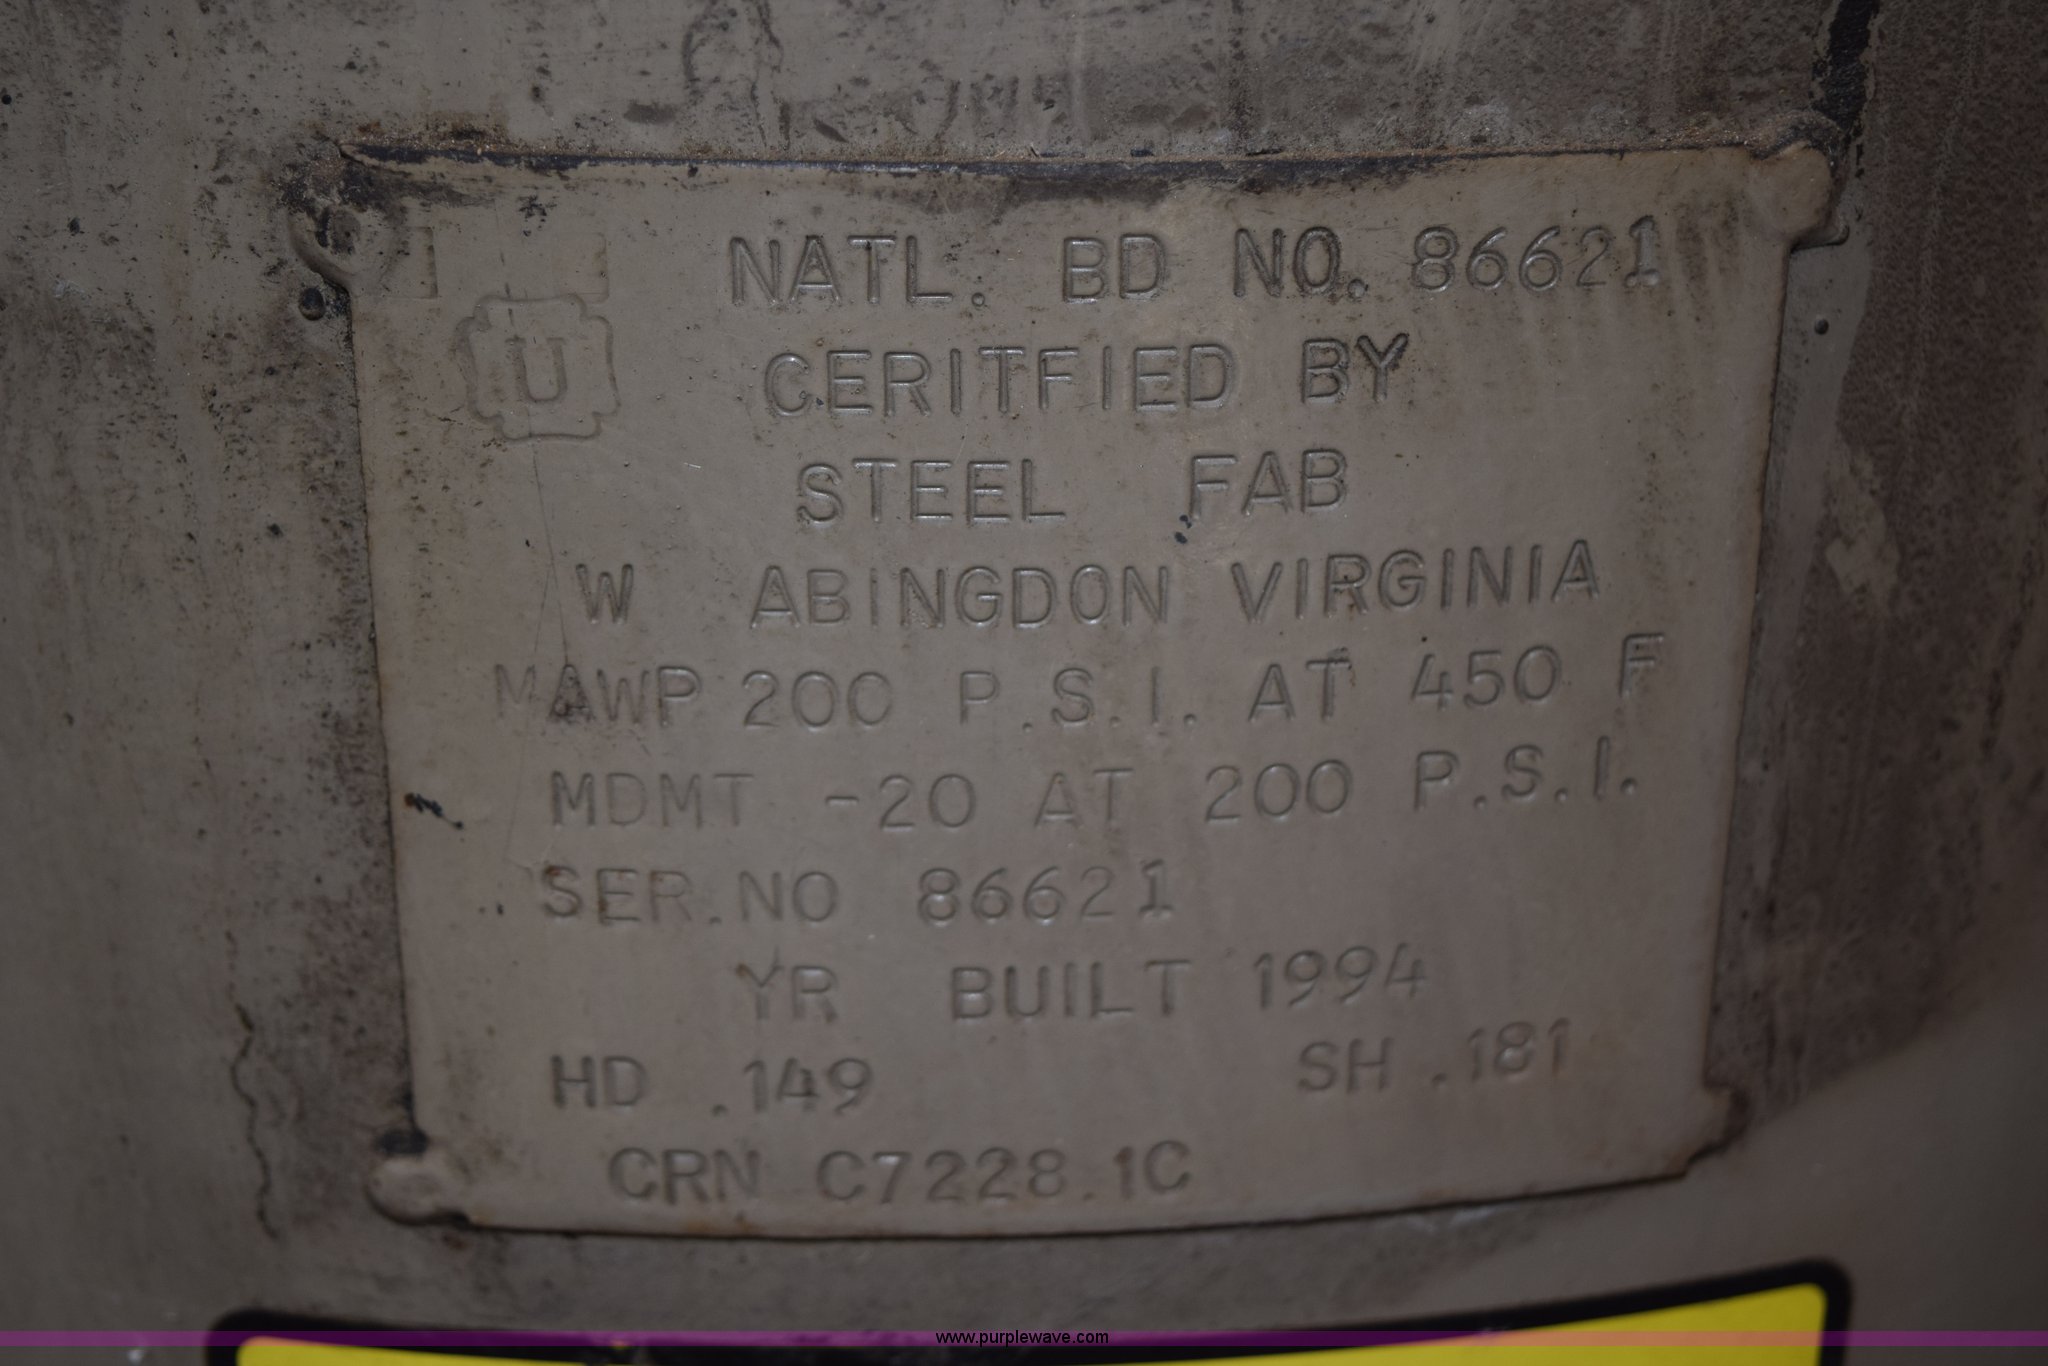 NATL. BD NO. 86621
U
CERITFIED BY
STEEL FAB
W ABINGDON VIRGINIA
MAWP 200 P.S.I. AT 450 F
MDMT -20 AT 200 P.S.I.
SER.NO 86621
YR BUILT 1994
HD .149 SH .181
CRN C7228.1C
www.purplewave.com